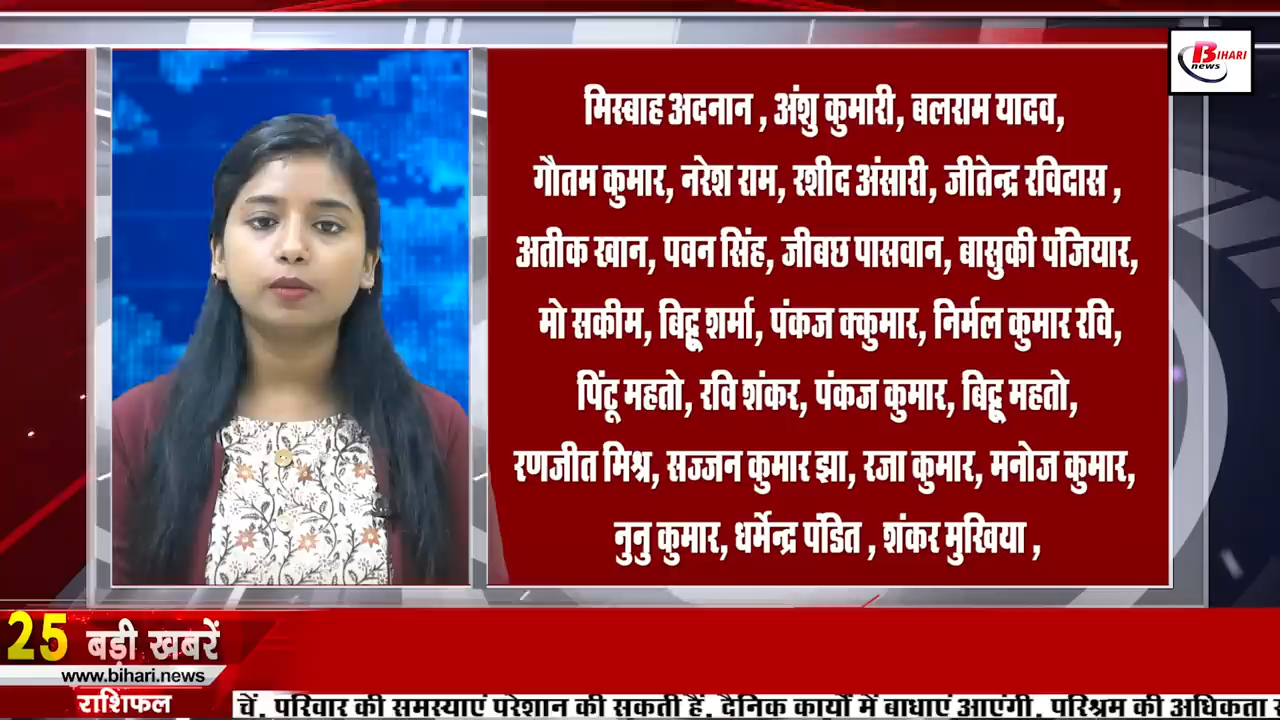 BIHARI
news
मिस्बाह अदनान , अंशु कुमारी, बलराम यादव,
गौतम कुमार, नरेश राम, रशीद अंसारी, जीतेन्द्र रविदास ,
अतीक खान, पवन सिंह, जीबछ पासवान, बासुकी पंजियार,
मो सकीम, बिट्टू शर्मा, पंकज क्कुमार, निर्मल कुमार रवि,
पिंटू महतो, रवि शंकर, पंकज कुमार, बिट्टू महतो,
रणजीत मिश्र, सज्जन कुमार झा, रजा कुमार, मनोज कुमार,
नुनु कुमार, धर्मेन्द्र पंडित , शंकर मुखिया ,
25 बड़ी खबरें
www.bihari.news
राशिफल
चें. परिवार की समस्याएं परेशान की सकती हैं. दैनिक कार्यों में बाधाएं आएंगी. परिश्रम की अधिकता